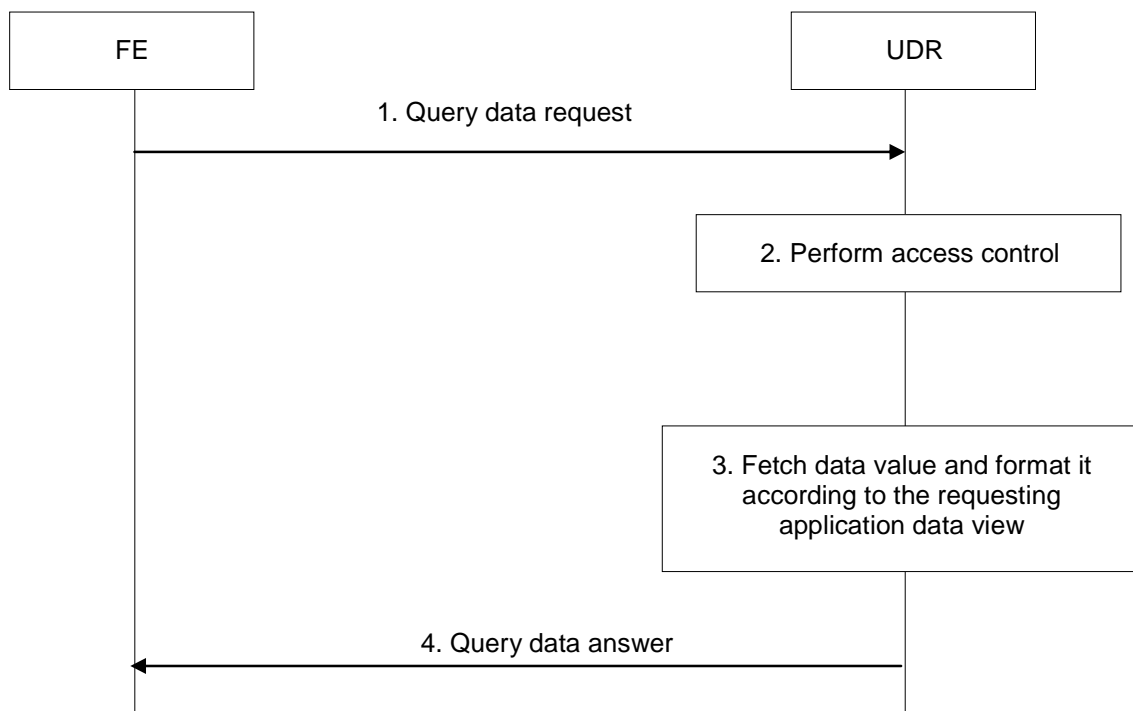 FE
UDR
1. Query data request
2. Perform access control
3. Fetch data value and format it
according to the requesting
application data view
4. Query data answer